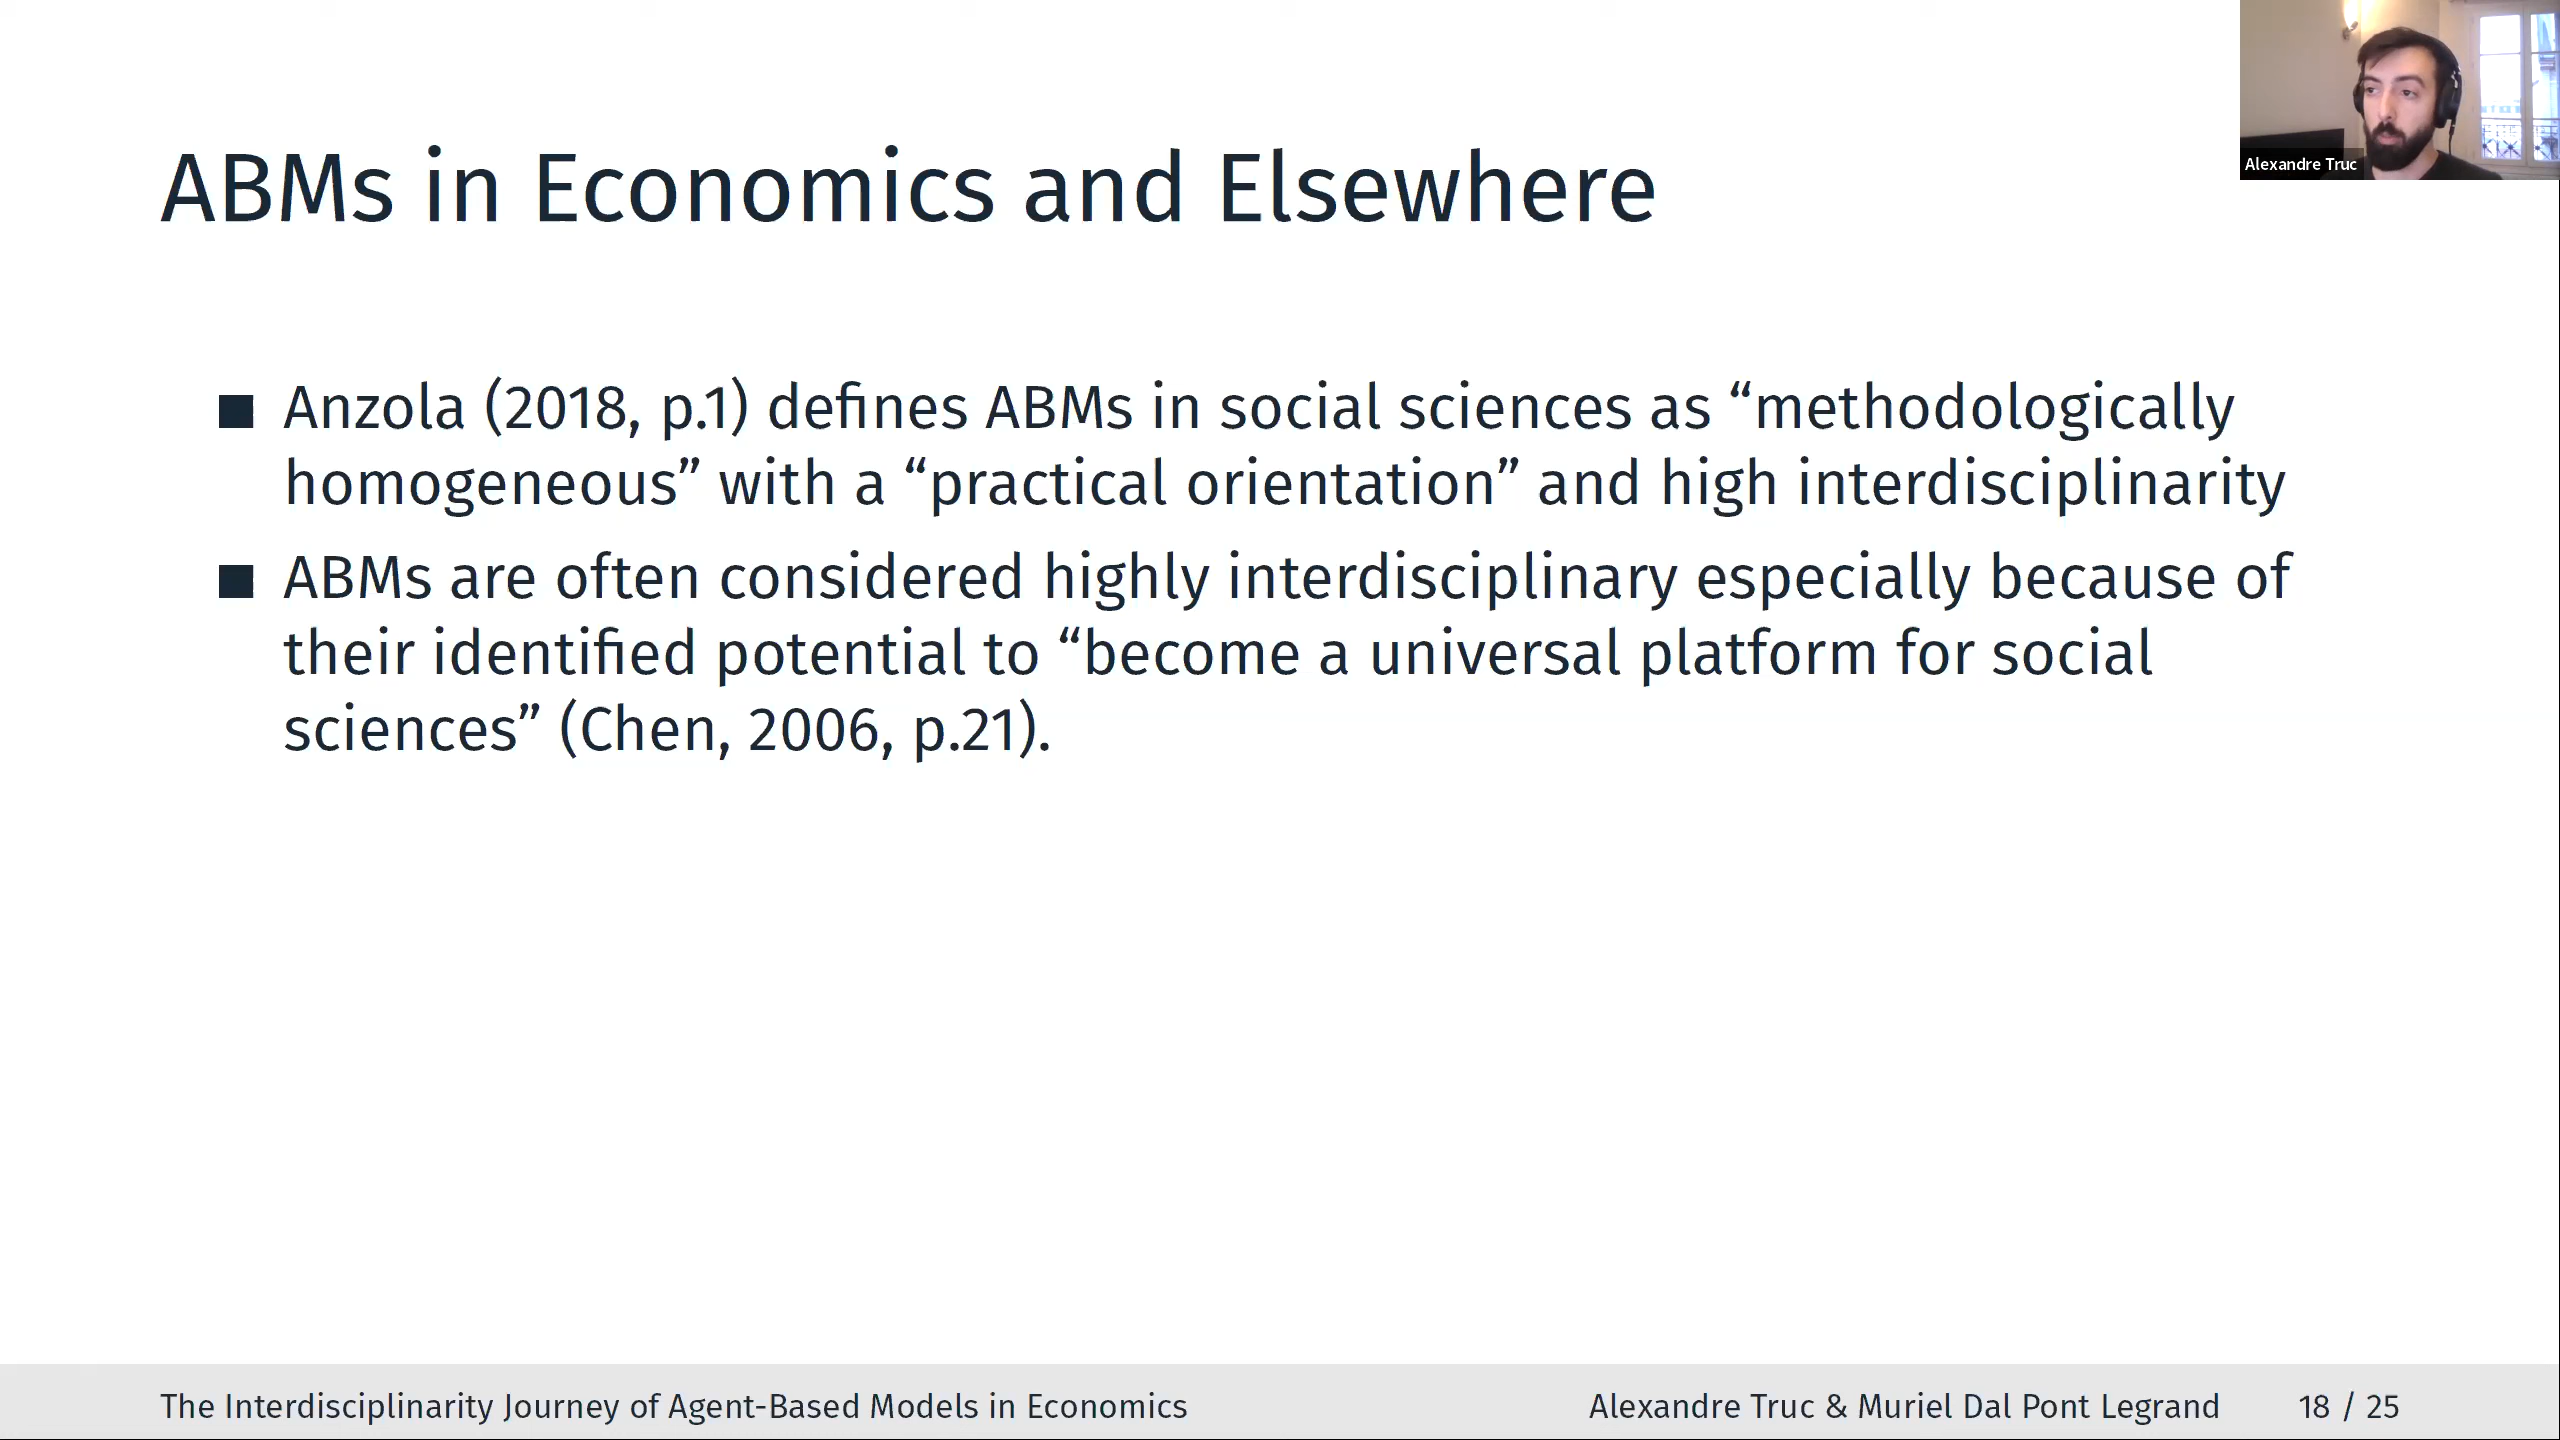 Alexandre Truc
ABMs in Economics and Elsewhere
Anzola (2018, p.1) defines ABMs in social sciences as “methodologically
homogeneous” with a “practical orientation” and high interdisciplinarity
ABMs are often considered highly interdisciplinary especially because of
their identified potential to “become a universal platform for social
sciences” (Chen, 2006, p.21).
The Interdisciplinarity Journey of Agent-Based Models in Economics
Alexandre Truc & Muriel Dal Pont Legrand
18 / 25